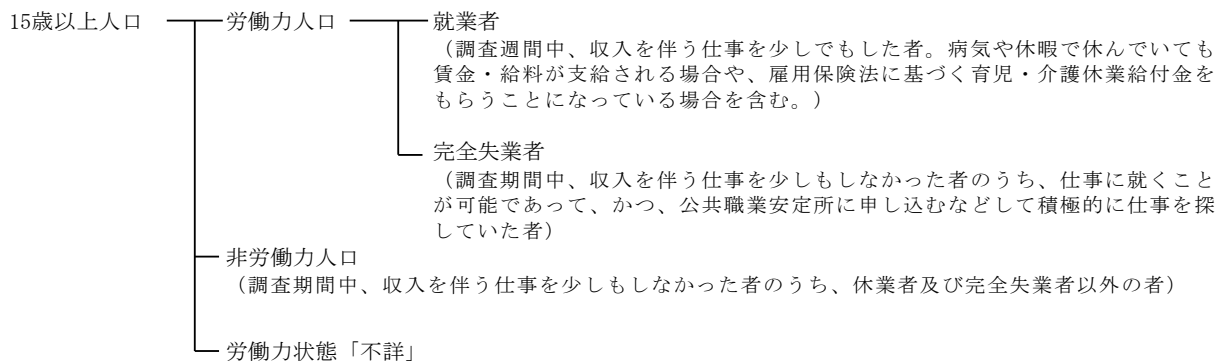 15歳以上人口
労働力人口
就業者
（調査週間中、収入を伴う仕事を少しでもした者。病気や休暇で休んでいても
賃金・給料が支給される場合や、雇用保険法に基づく育児・介護休業給付金を
もらうことになっている場合を含む。）
完全失業者
（調査期間中、収入を伴う仕事を少しもしなかった者のうち、仕事に就くこと
が可能であって、かつ、公共職業安定所に申し込むなどして積極的に仕事を探
していた者）
非労働力人口
（調査期間中、収入を伴う仕事を少しもしなかった者のうち、休業者及び完全失業者以外の者）
労働力状態「不詳」